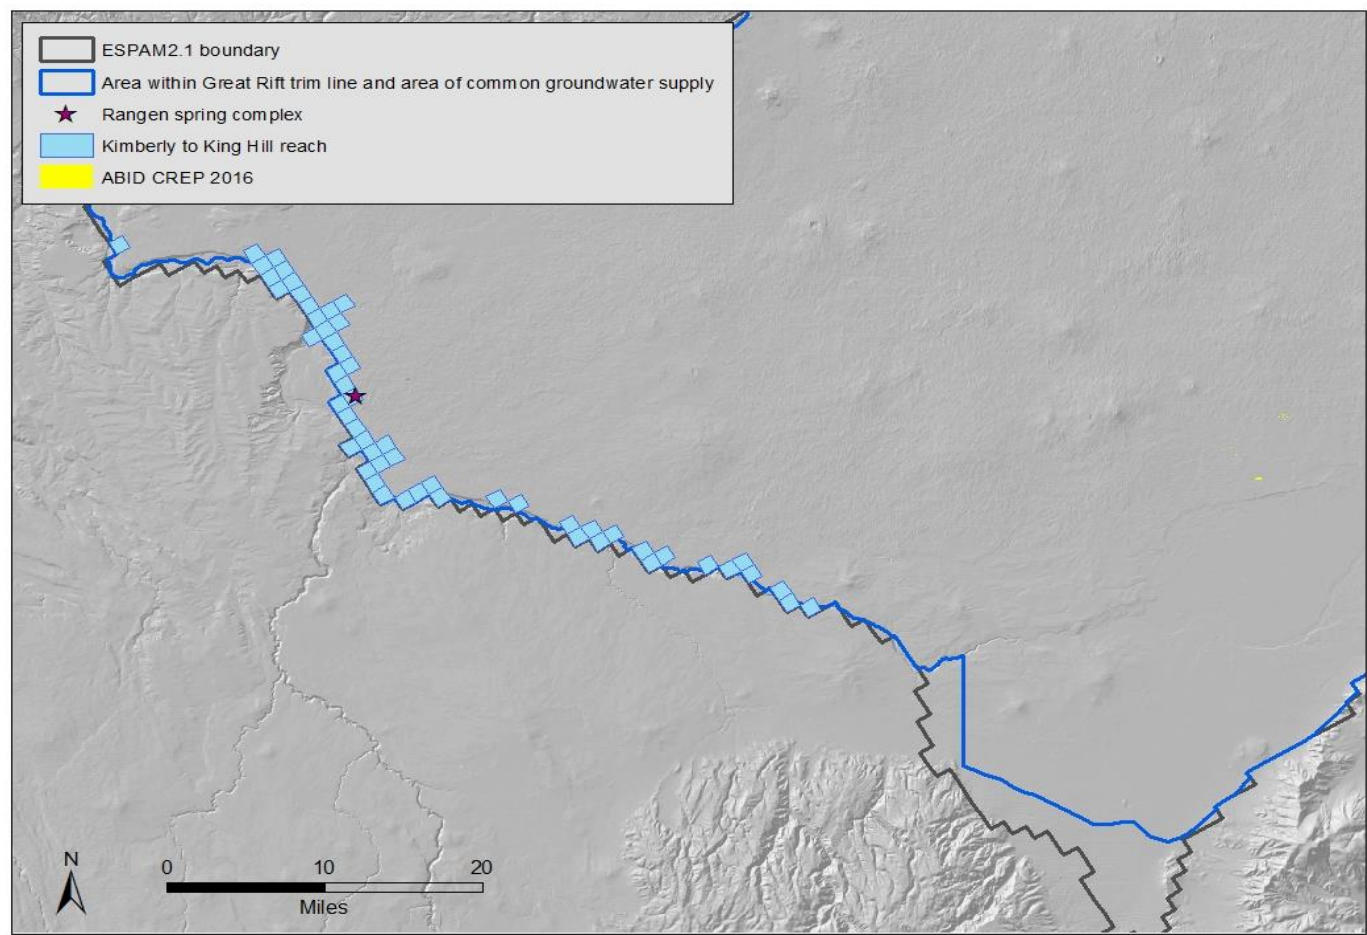 ESPAM2.1 boundary
Area within Great Rift trim line and area of common groundwater supply
Rangen spring complex
Kimberly to King Hill reach
ABID CREP 2016
N
0 10 20
Miles